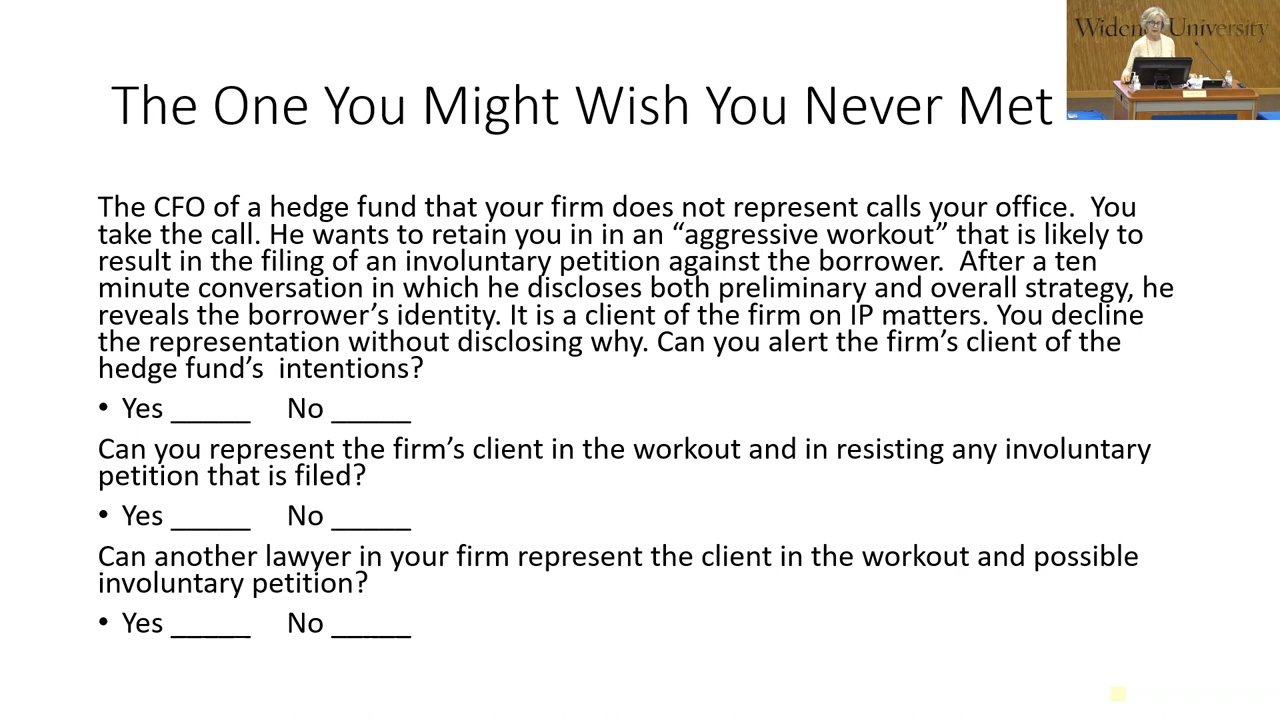 Widener University
The One You Might Wish You Never Met
The CFO of a hedge fund that your firm does not represent calls your office.  You
take the call. He wants to retain you in in an “aggressive workout” that is likely to
result in the filing of an involuntary petition against the borrower.  After a ten
minute conversation in which he discloses both preliminary and overall strategy, he
reveals the borrower’s identity. It is a client of the firm on IP matters. You decline
the representation without disclosing why. Can you alert the firm’s client of the
hedge fund’s  intentions?
• Yes _____ No _____
Can you represent the firm’s client in the workout and in resisting any involuntary
petition that is filed?
• Yes _____ No _____
Can another lawyer in your firm represent the client in the workout and possible
involuntary petition?
• Yes _____ No _____